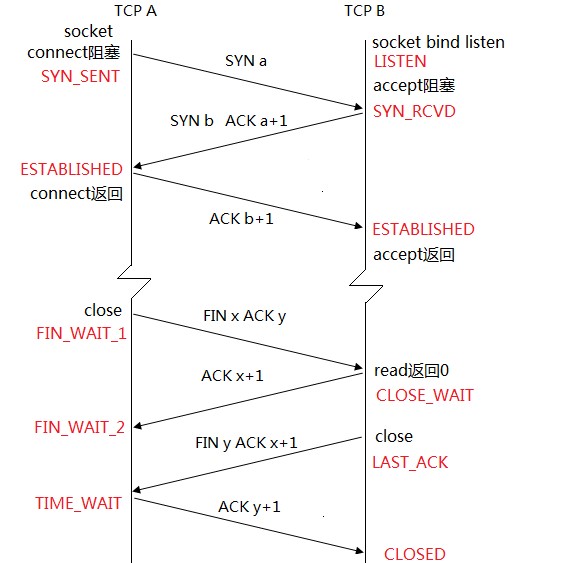 TCP A
TCP B
socket
connect阻塞
SYN_SENT
SYN a
socket bind listen
LISTEN
accept阻塞
SYN_RCVD
SYN b ACK a+1
ESTABLISHED
connect返回
ACK b+1
ESTABLISHED
accept返回
close
FIN_WAIT_1
FIN x ACK y
read返回0
CLOSE_WAIT
ACK x+1
FIN_WAIT_2
close
LAST_ACK
FIN y ACK x+1
TIME_WAIT
ACK y+1
CLOSED